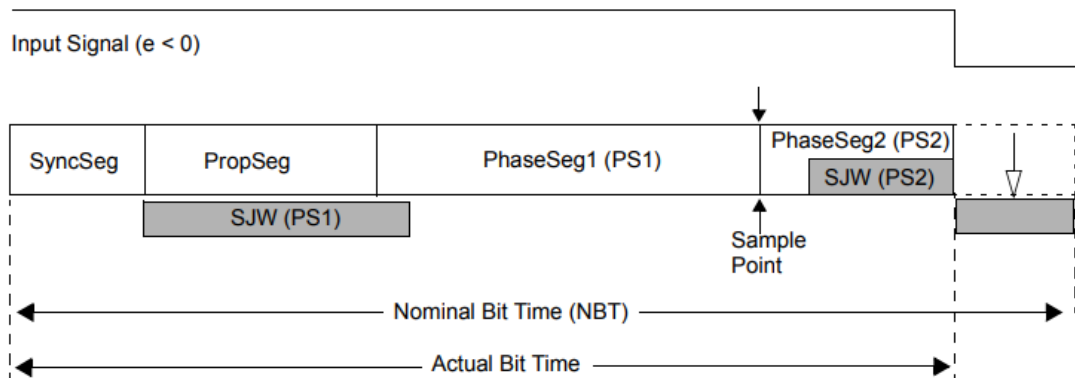 Input Signal (e < 0)
SyncSeg
PropSeg
PhaseSeg1 (PS1)
PhaseSeg2 (PS2)
SJW (PS2)
SJW (PS1)
Sample
Point
Nominal Bit Time (NBT)
Actual Bit Time